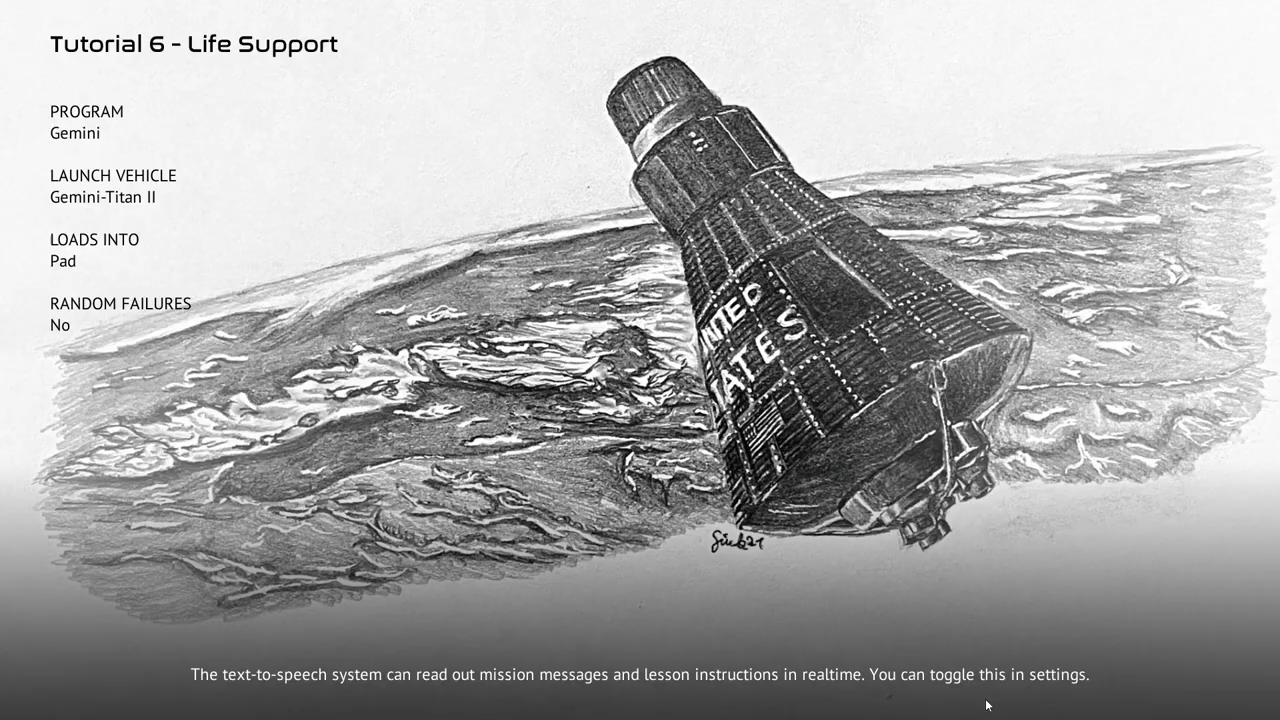 Tutorial 6 - Life Support
PROGRAM
Gemini
LAUNCH VEHICLE
Gemini-Titan II
LOADS INTO
Pad
RANDOM FAILURES
No
NITED
TATES
The text-to-speech system can read out mission messages and lesson instructions in realtime. You can toggle this in settings.